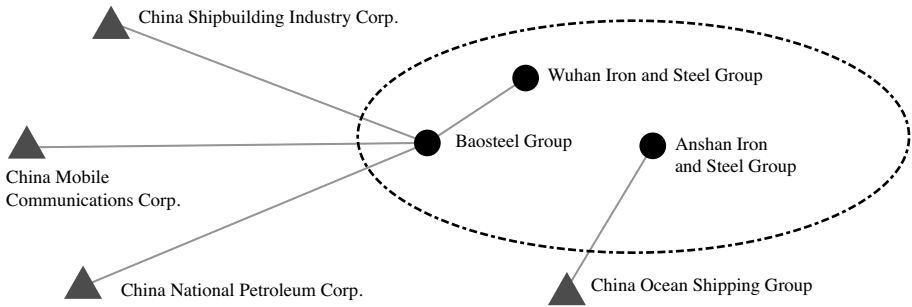 China Shipbuilding Industry Corp.
Wuhan Iron and Steel Group
Baosteel Group
Anshan Iron
and Steel Group
China Mobile
Communications Corp.
China National Petroleum Corp.
China Ocean Shipping Group